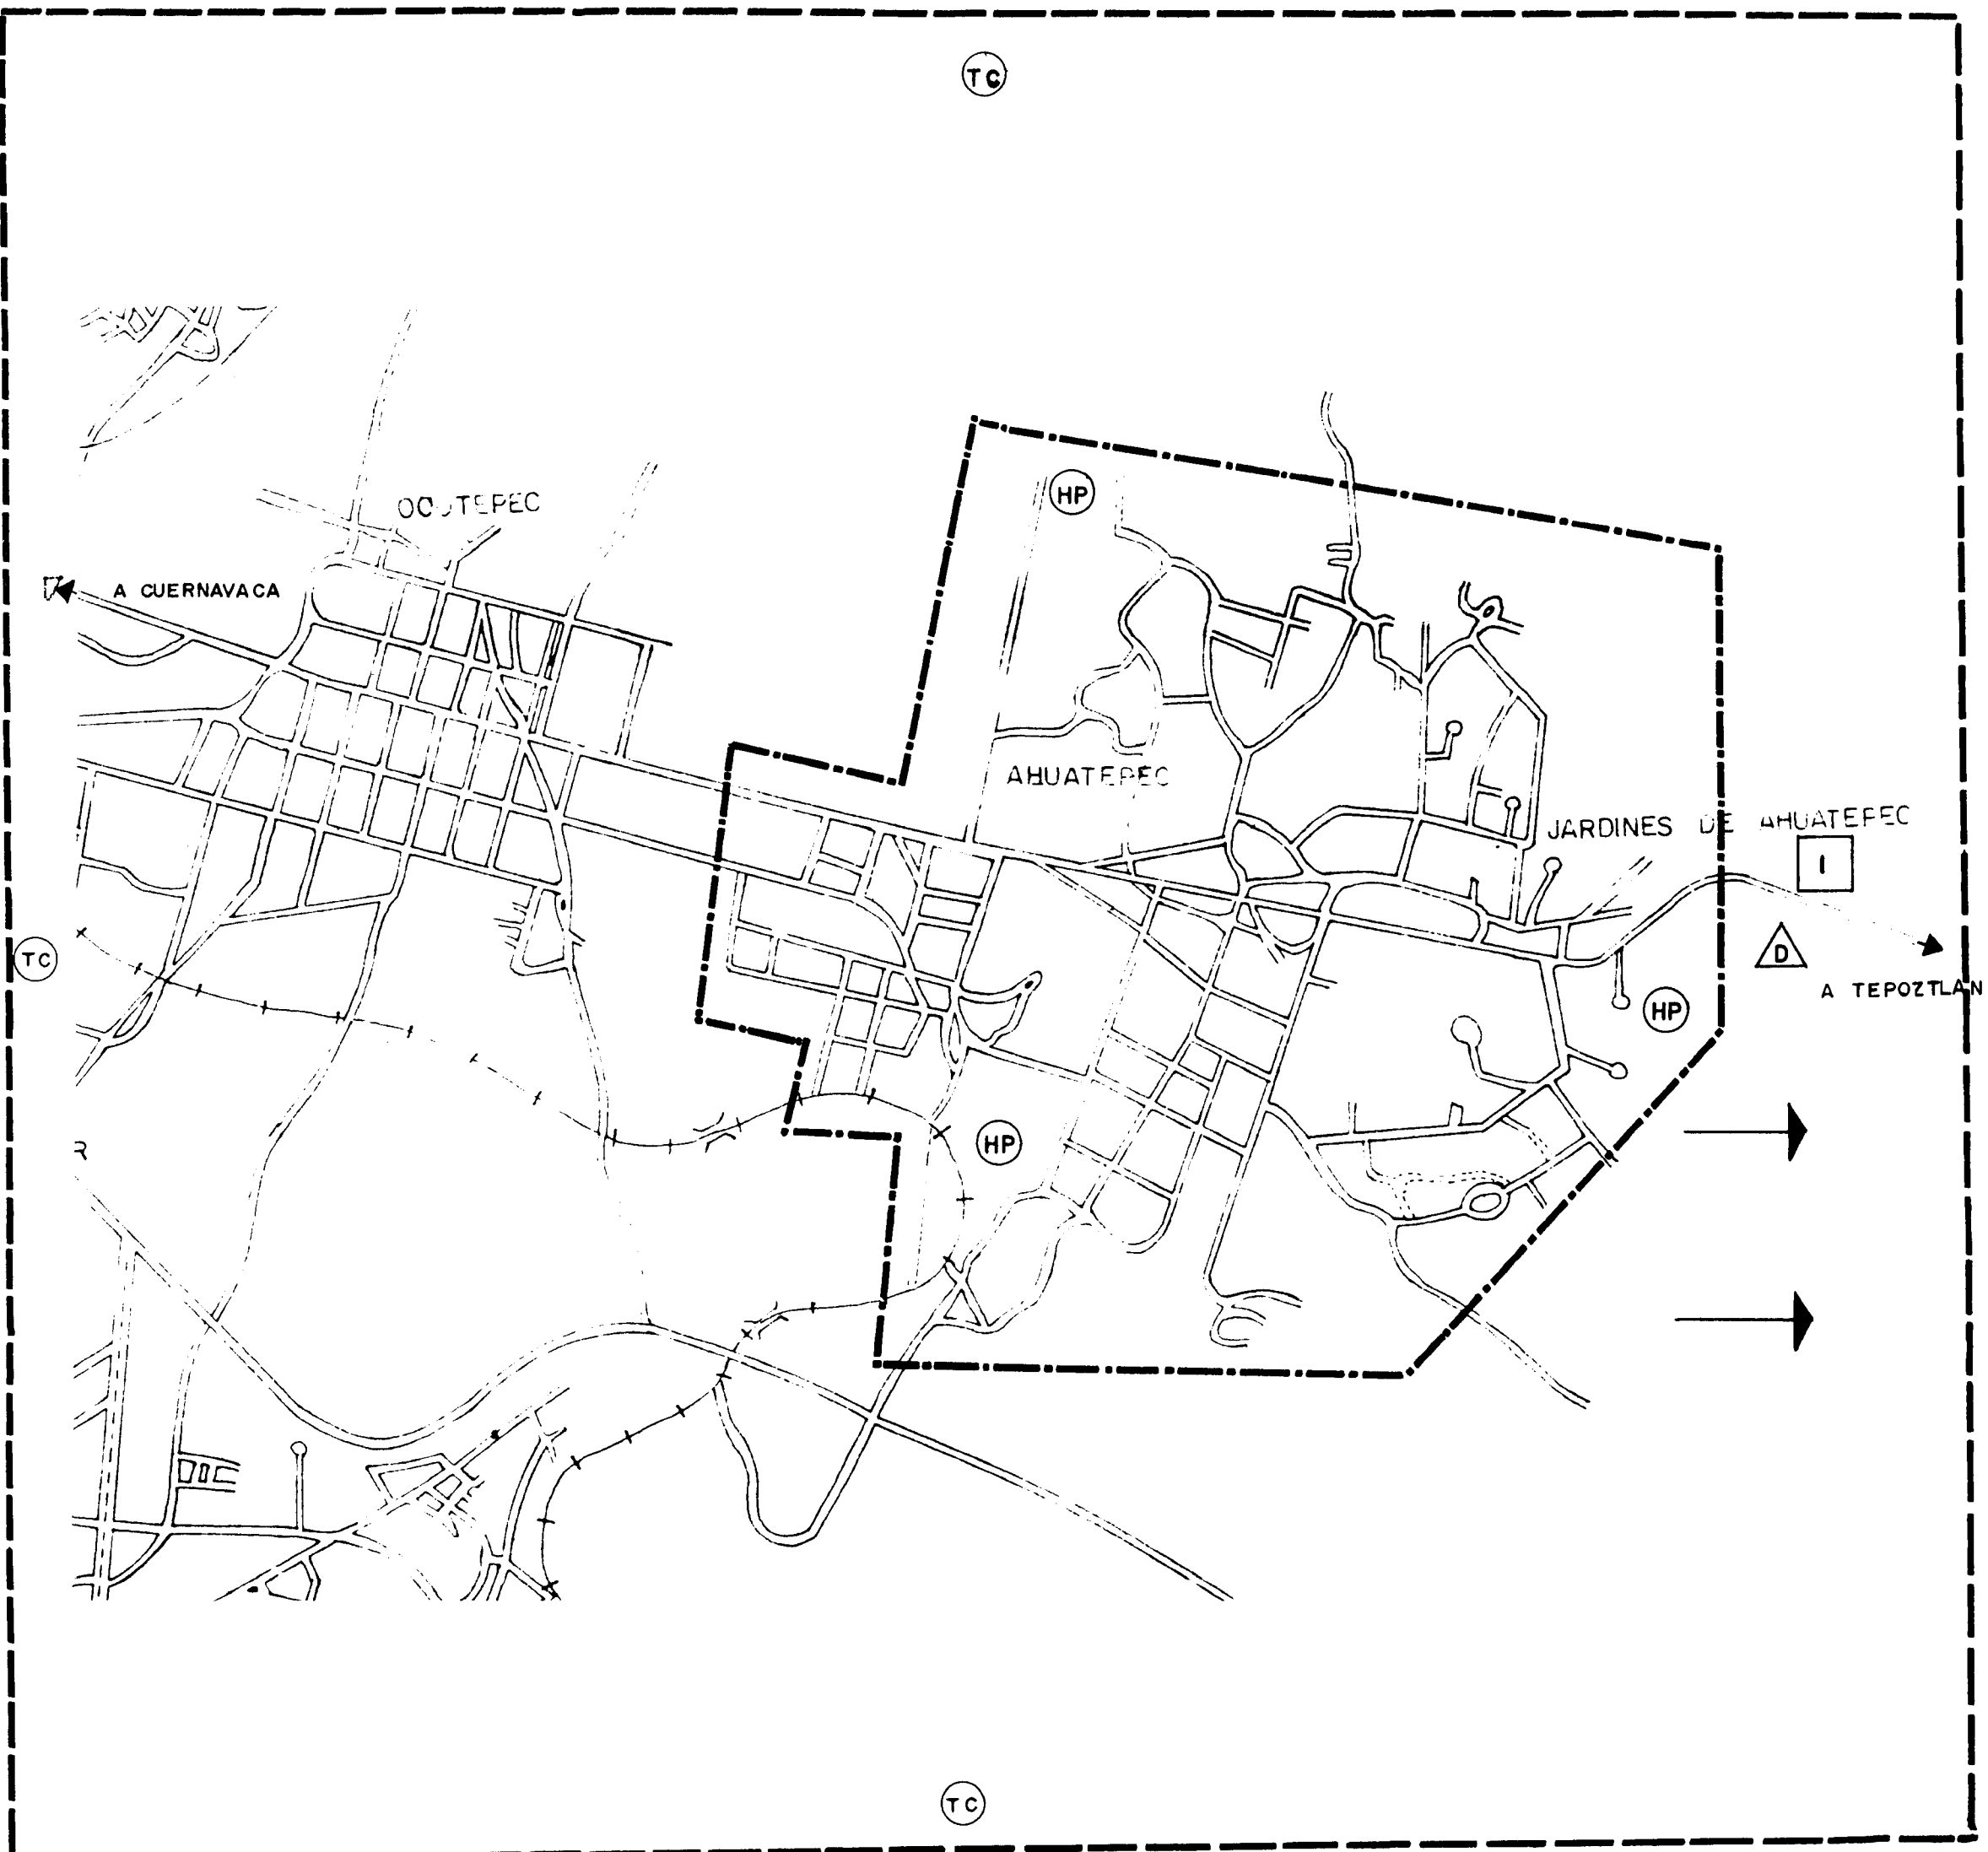 TC
HP
OCOTEPEC
A CUERNAVACA
AHUATEPEC
JARDINES DE AHUATEPEC
I
TC
D
A TEPOZTLAN
HP
HP
R
TC